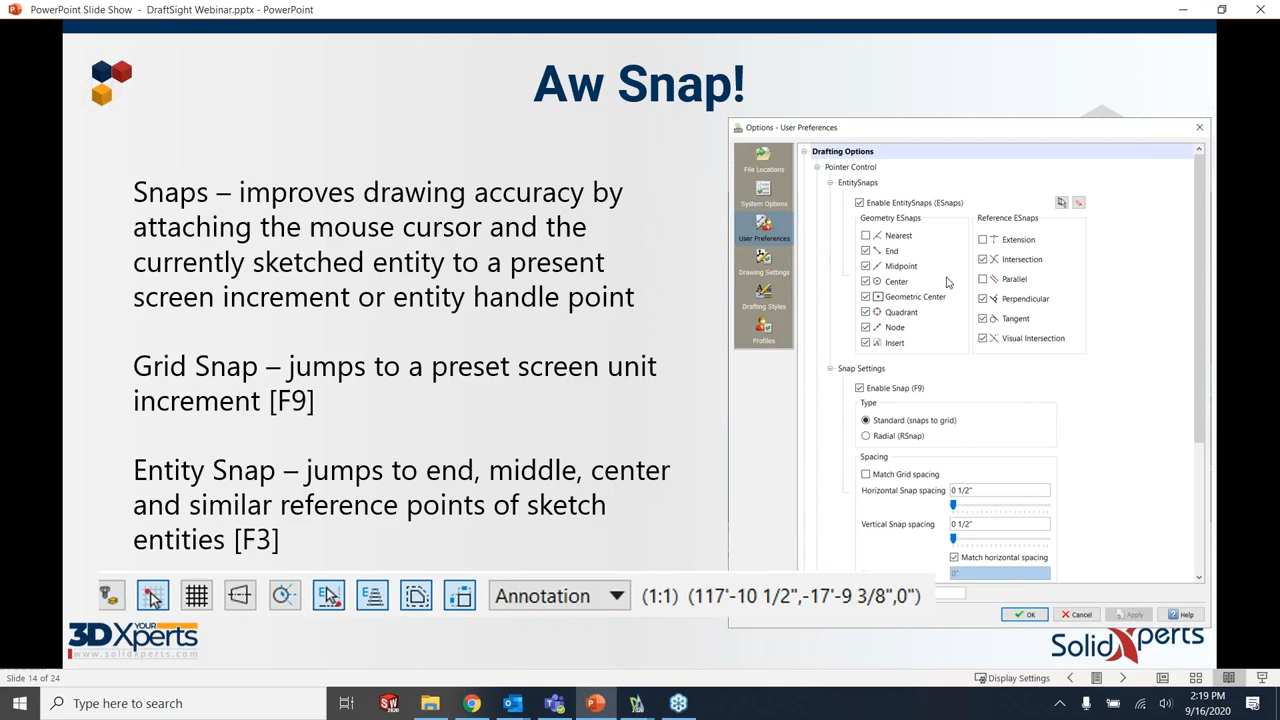 PowerPoint Slide Show - DraftSight Webinar.pptx - PowerPoint
Aw Snap!
Snaps – improves drawing accuracy by
attaching the mouse cursor and the
currently sketched entity to a present
screen increment or entity handle point
Grid Snap – jumps to a preset screen unit
increment [F9]
Entity Snap – jumps to end, middle, center
and similar reference points of sketch
entities [F3]
Options - User Preferences
File Locations
System Options
User Preferences
Drawing Settings
Drafting Styles
Profiles
Drafting Options
Pointer Control
EntitySnaps
Enable EntitySnaps (ESnaps)
Geometry ESnaps
Nearest
End
Midpoint
Center
Geometric Center
Quadrant
Node
Insert
Reference ESnaps
Extension
Intersection
Parallel
Perpendicular
Tangent
Visual Intersection
Snap Settings
Enable Snap (F9)
Type
Standard (snaps to grid)
Radial (RSnap)
Spacing
Match Grid spacing
Horizontal Snap spacing 0 1/2"
Vertical Snap spacing 0 1/2"
Match horizontal spacing
0"
OK Cancel Apply Help
Annotation (1:1) (117'-10 1/2",-17'-9 3/8",0")
YOUR
3DXperts
www.solidxperts.com
SolidXperts
Slide 14 of 24
Display Settings
Type here to search
2:19 PM
9/16/2020